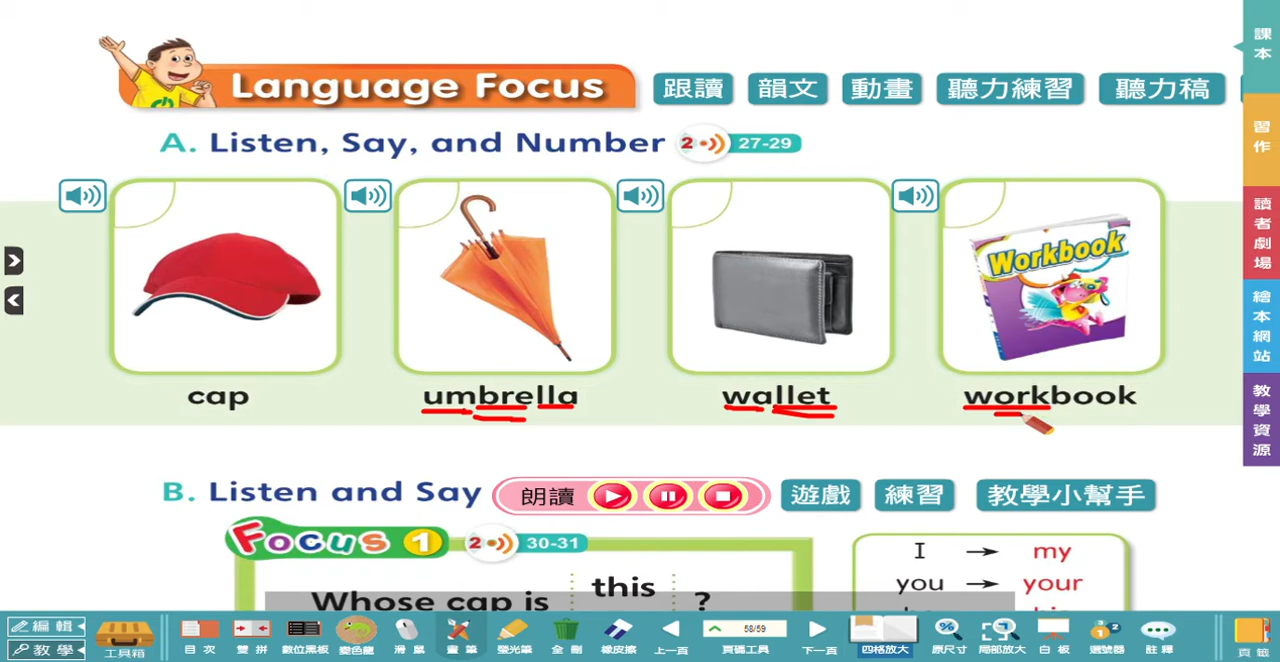 Language Focus
跟讀 韻文 動畫 聽力練習 聽力稿
A. Listen, Say, and Number 2 27-29
Workbook
cap umbrella wallet workbook
B. Listen and Say 朗讀 遊戲 練習 教學小幫手
Focus 1 2 30-31
Whose cap is this ?
I → my
you → your
課本
習作
讀者劇場
繪本網站
教學資源
編輯
教學
58/59
工具箱 目次 雙拼 數位黑板 變色龍 滑鼠 畫筆 螢光筆 全刪 橡皮擦 上一頁 頁碼工具 下一頁 四格放大 原尺寸 局部放大 白板 選號器 註釋 頁籤